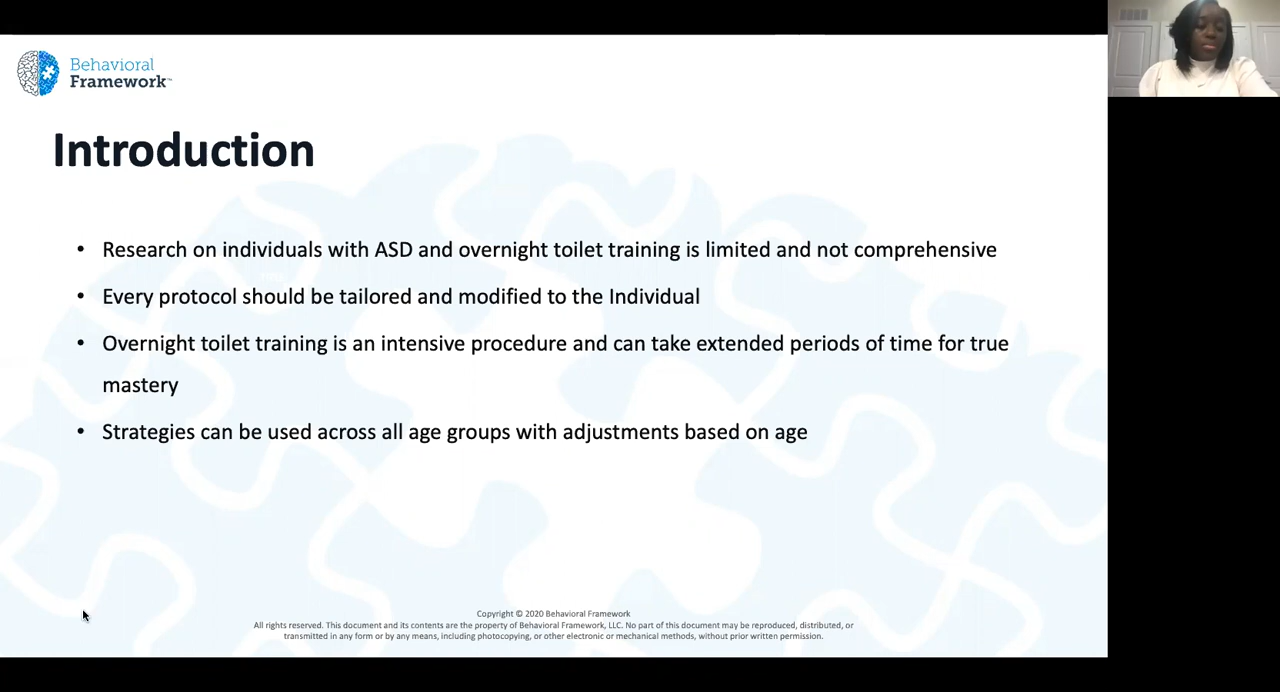 Behavioral
Framework™
Introduction
• Research on individuals with ASD and overnight toilet training is limited and not comprehensive
• Every protocol should be tailored and modified to the Individual
• Overnight toilet training is an intensive procedure and can take extended periods of time for true
mastery
• Strategies can be used across all age groups with adjustments based on age
Copyright © 2020 Behavioral Framework
All rights reserved. This document and its contents are the property of Behavioral Framework, LLC. No part of this document may be reproduced, distributed, or
transmitted in any form or by any means, including photocopying, or other electronic or mechanical methods, without prior written permission.